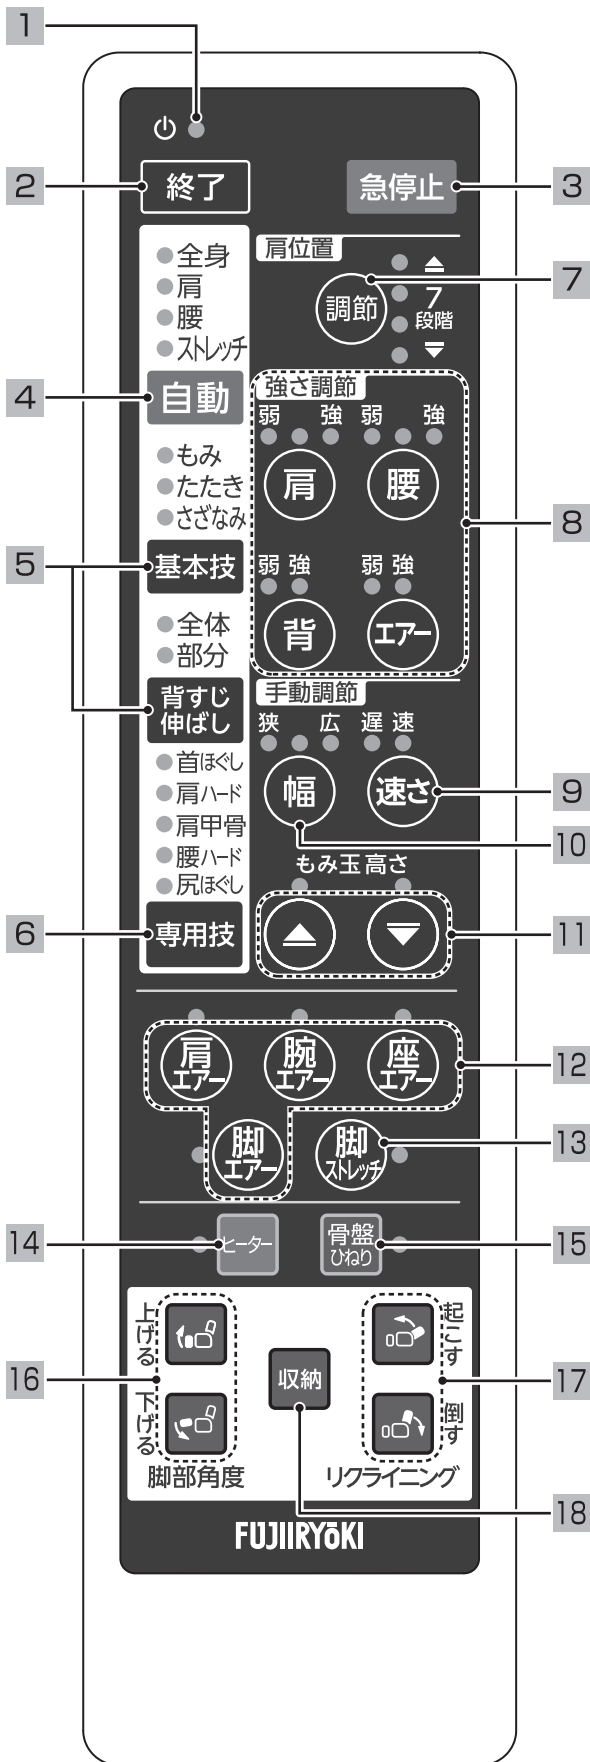 1
2
終了
急停止
3
全身
肩
腰
ストレッチ
4
自動
もみ
たたき
さざなみ
5
基本技
全体
部分
背すじ
伸ばし
首ほぐし
肩ハード
肩甲骨
腰ハード
尻ほぐし
6
専用技
肩位置
調節
7
段階
7
強さ調節
弱 強
弱 強
肩
腰
8
弱 強
弱 強
背
エアー
手動調節
狭 広
遅 速
幅
速さ
9
10
もみ玉高さ
11
肩
エアー
腕
エアー
座
エアー
12
脚
エアー
脚
ストレッチ
13
14
ヒーター
骨盤
ひねり
15
上げる
下げる
16
脚部角度
収納
起こす
倒す
17
リクライニング
18
FUJIIRYōKI